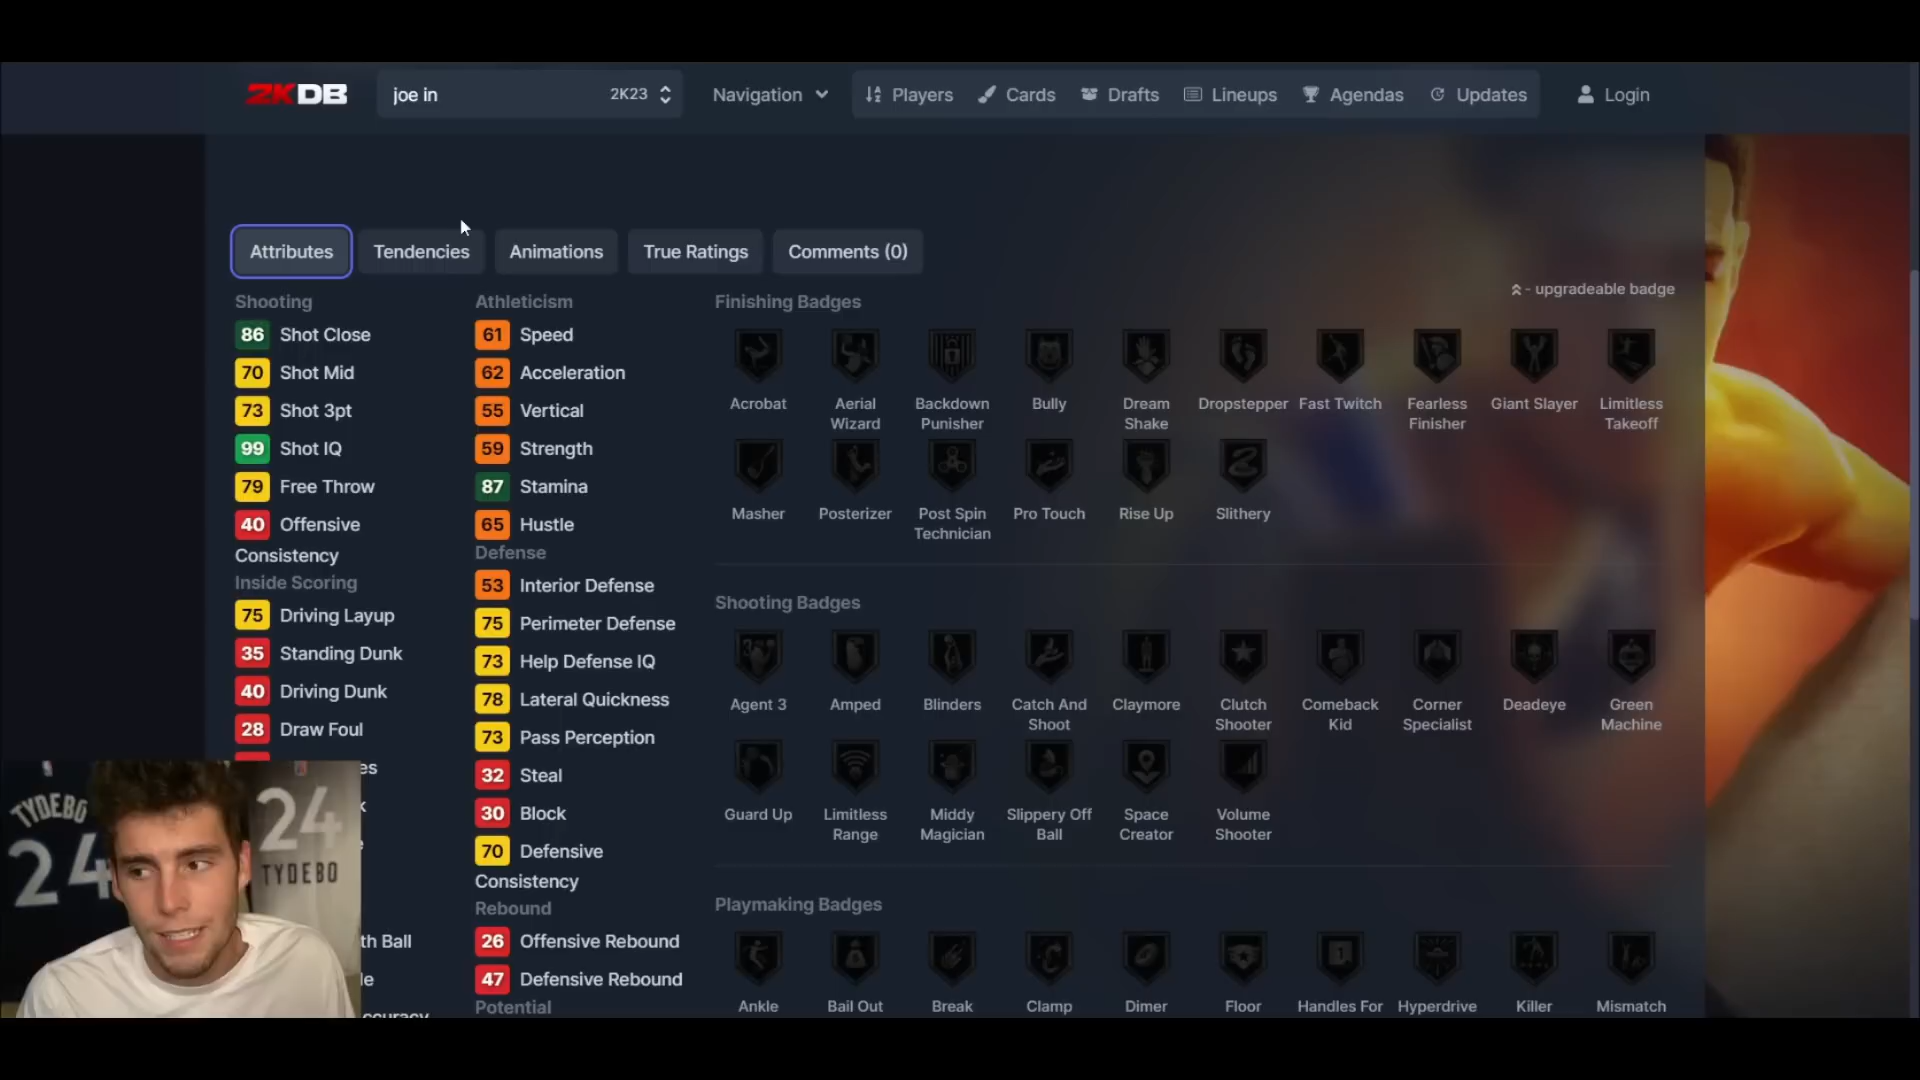 2KDB
joe in
2K23
Navigation
Players
Cards
Drafts
Lineups
Agendas
Updates
Login
Attributes
Tendencies
Animations
True Ratings
Comments (0)
- upgradeable badge
Shooting
86 Shot Close
70 Shot Mid
73 Shot 3pt
99 Shot IQ
79 Free Throw
40 Offensive
Consistency
Inside Scoring
75 Driving Layup
35 Standing Dunk
40 Driving Dunk
28 Draw Foul
es
k
e
th Ball
le
ccuracy
Athleticism
61 Speed
62 Acceleration
55 Vertical
59 Strength
87 Stamina
65 Hustle
Defense
53 Interior Defense
75 Perimeter Defense
73 Help Defense IQ
78 Lateral Quickness
73 Pass Perception
32 Steal
30 Block
70 Defensive
Consistency
Rebound
26 Offensive Rebound
47 Defensive Rebound
Potential
Finishing Badges
Acrobat
Aerial
Wizard
Backdown
Punisher
Bully
Dream
Shake
Dropstepper
Fast Twitch
Fearless
Finisher
Giant Slayer
Limitless
Takeoff
Masher
Posterizer
Post Spin
Technician
Pro Touch
Rise Up
Slithery
Shooting Badges
Agent 3
Amped
Blinders
Catch And
Shoot
Claymore
Clutch
Shooter
Comeback
Kid
Corner
Specialist
Deadeye
Green
Machine
Guard Up
Limitless
Range
Middy
Magician
Slippery Off
Ball
Space
Creator
Volume
Shooter
Playmaking Badges
Ankle
Bail Out
Break
Clamp
Dimer
Floor
Handles For
Hyperdrive
Killer
Mismatch
TYDEBO
24
24
TYDEBO